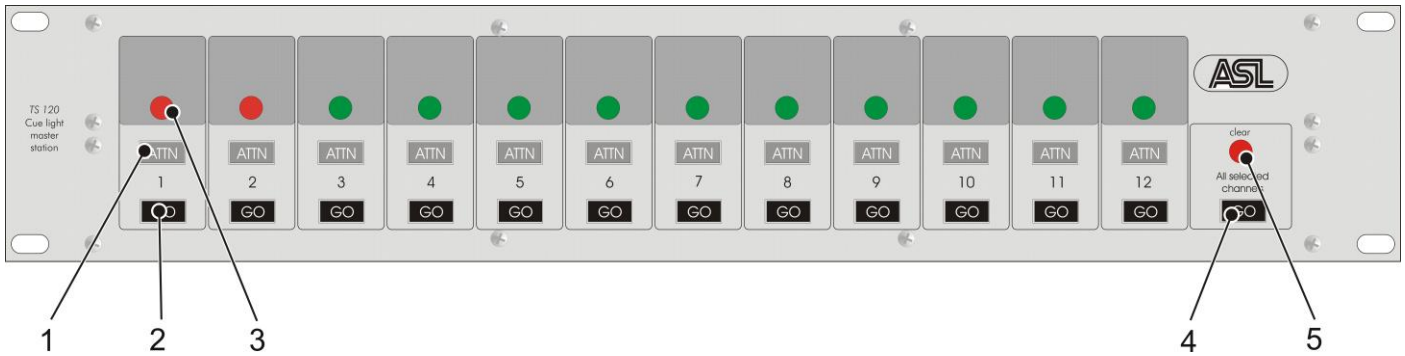 TS 120
Cue light
master
station
ATTN ATTN ATTN ATTN ATTN ATTN ATTN ATTN ATTN ATTN ATTN ATTN
1 2 3 4 5 6 7 8 9 10 11 12
GO GO GO GO GO GO GO GO GO GO GO
ASL
clear
All selected
channels
GO
1 2 3 4 5